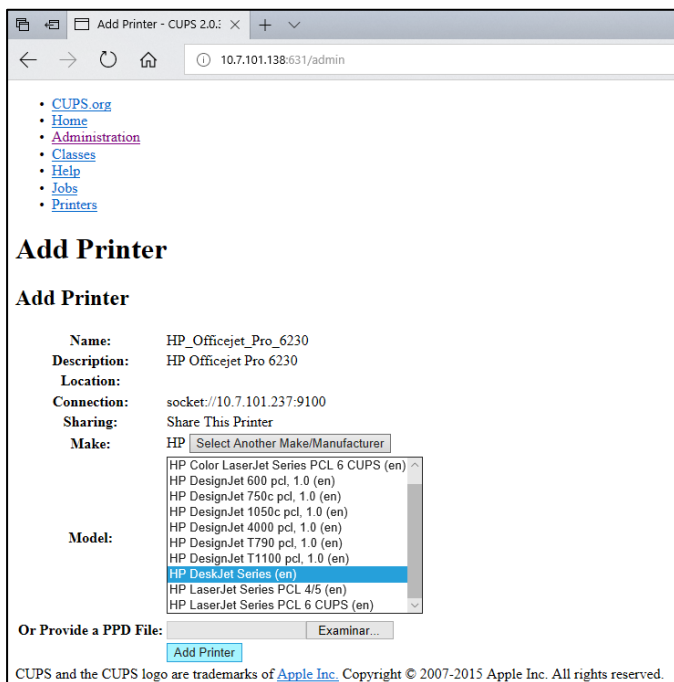 Add Printer - CUPS 2.0.3
10.7.101.138:631/admin
CUPS.org
Home
Administration
Classes
Help
Jobs
Printers
Add Printer
Add Printer
Name: HP_Officejet_Pro_6230
Description: HP Officejet Pro 6230
Location:
Connection: socket://10.7.101.237:9100
Sharing: Share This Printer
Make: HP Select Another Make/Manufacturer
HP Color LaserJet Series PCL 6 CUPS (en)
HP DesignJet 600 pcl, 1.0 (en)
HP DesignJet 750c pcl, 1.0 (en)
HP DesignJet 1050c pcl, 1.0 (en)
HP DesignJet 4000 pcl, 1.0 (en)
HP DesignJet T790 pcl, 1.0 (en)
HP DesignJet T1100 pcl, 1.0 (en)
Model:
HP DeskJet Series (en)
HP LaserJet Series PCL 4/5 (en)
HP LaserJet Series PCL 6 CUPS (en)
Or Provide a PPD File: Examinar...
Add Printer
CUPS and the CUPS logo are trademarks of Apple Inc. Copyright © 2007-2015 Apple Inc. All rights reserved.